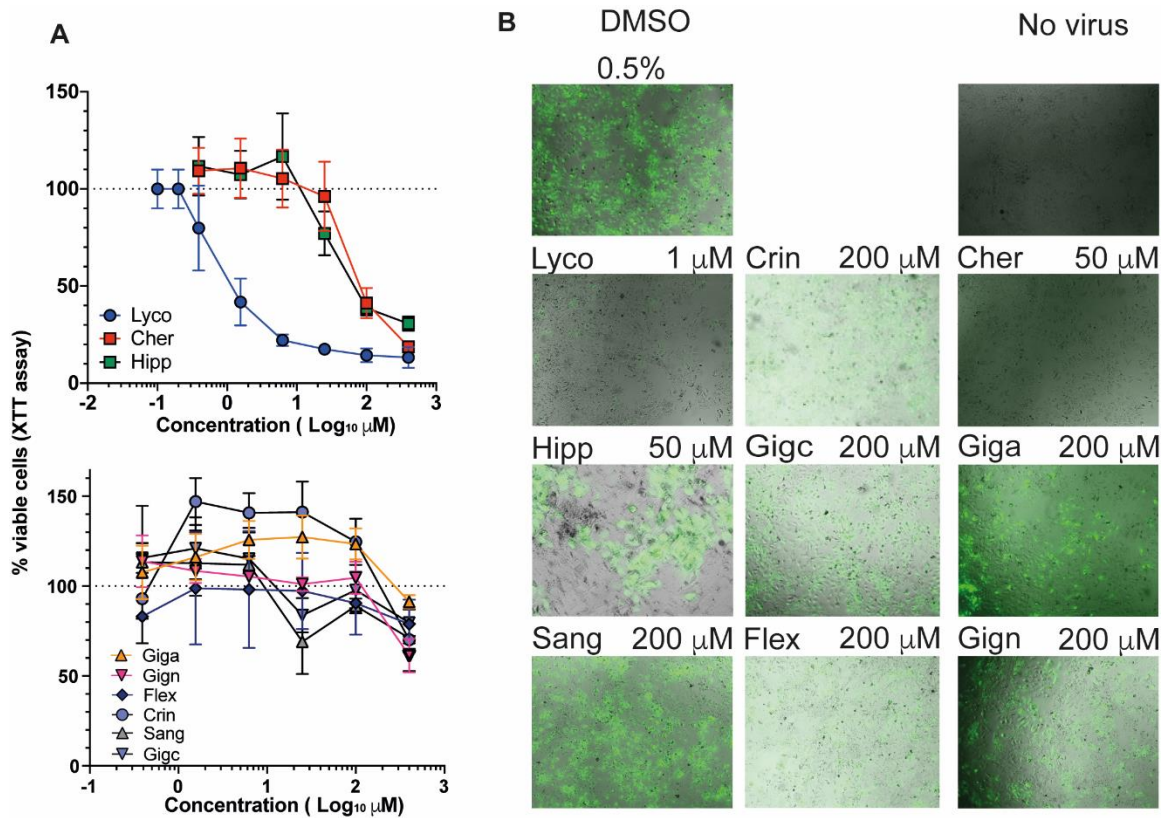 A
% viable cells (XTT assay)
150
100
50
0
-2 -1 0 1 2 3
Concentration ( Log₁₀ μM)
Lyco
Cher
Hipp
150
100
50
0
-1 0 1 2 3
Concentration ( Log₁₀ μM)
Giga
Gign
Flex
Crin
Sang
Gigc
B
DMSO
0.5%
No virus
Lyco 1 μM Crin 200 μM Cher 50 μM
Hipp 50 μM Gigc 200 μM Giga 200 μM
Sang 200 μM Flex 200 μM Gign 200 μM